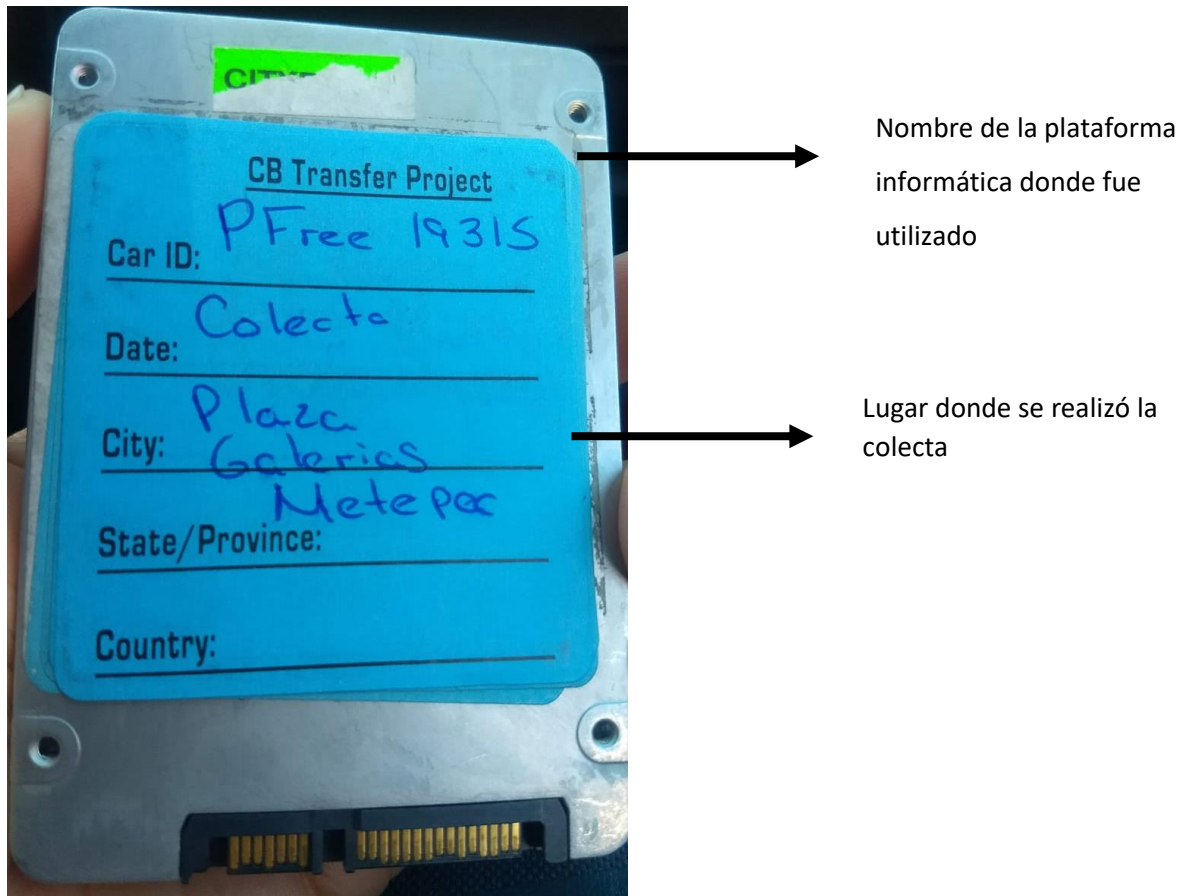 CB Transfer Project
PFree 19315
Car ID:
Colecta
Date:
Plaza
City: Galerias
Metepec
State/Province:
Country:
Nombre de la plataforma
informática donde fue
utilizado
Lugar donde se realizó la
colecta